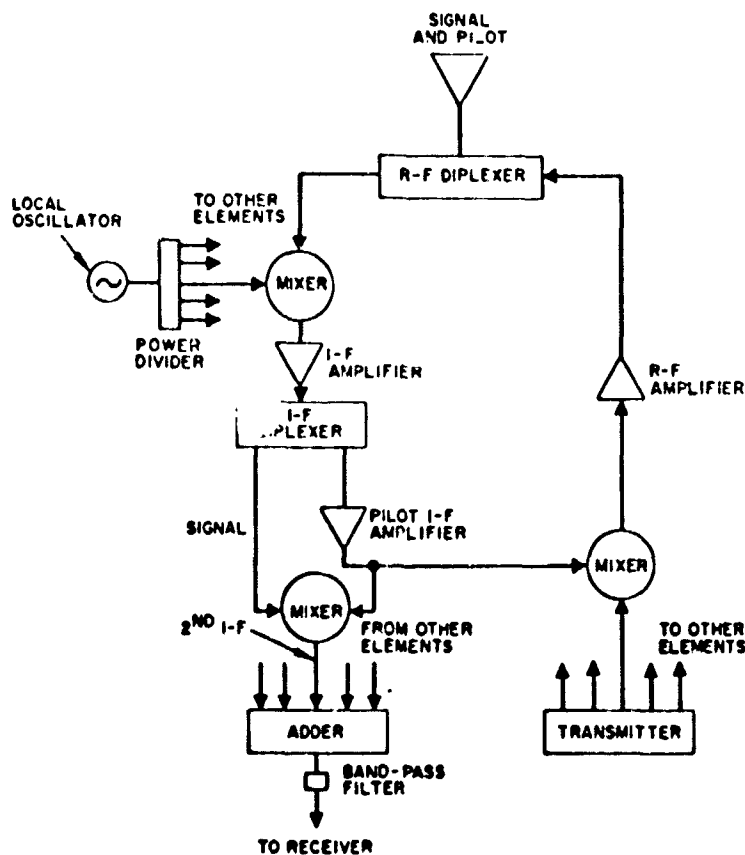 SIGNAL
AND PILOT
R-F DIPLEXER
LOCAL
OSCILLATOR
TO OTHER
ELEMENTS
MIXER
POWER
DIVIDER
I-F
AMPLIFIER
R-F
AMPLIFIER
I-F
IPLEXER
SIGNAL
PILOT I-F
AMPLIFIER
MIXER
MIXER
2ND I-F
FROM OTHER
ELEMENTS
TO OTHER
ELEMENTS
ADDER
TRANSMITTER
BAND-PASS
FILTER
TO RECEIVER